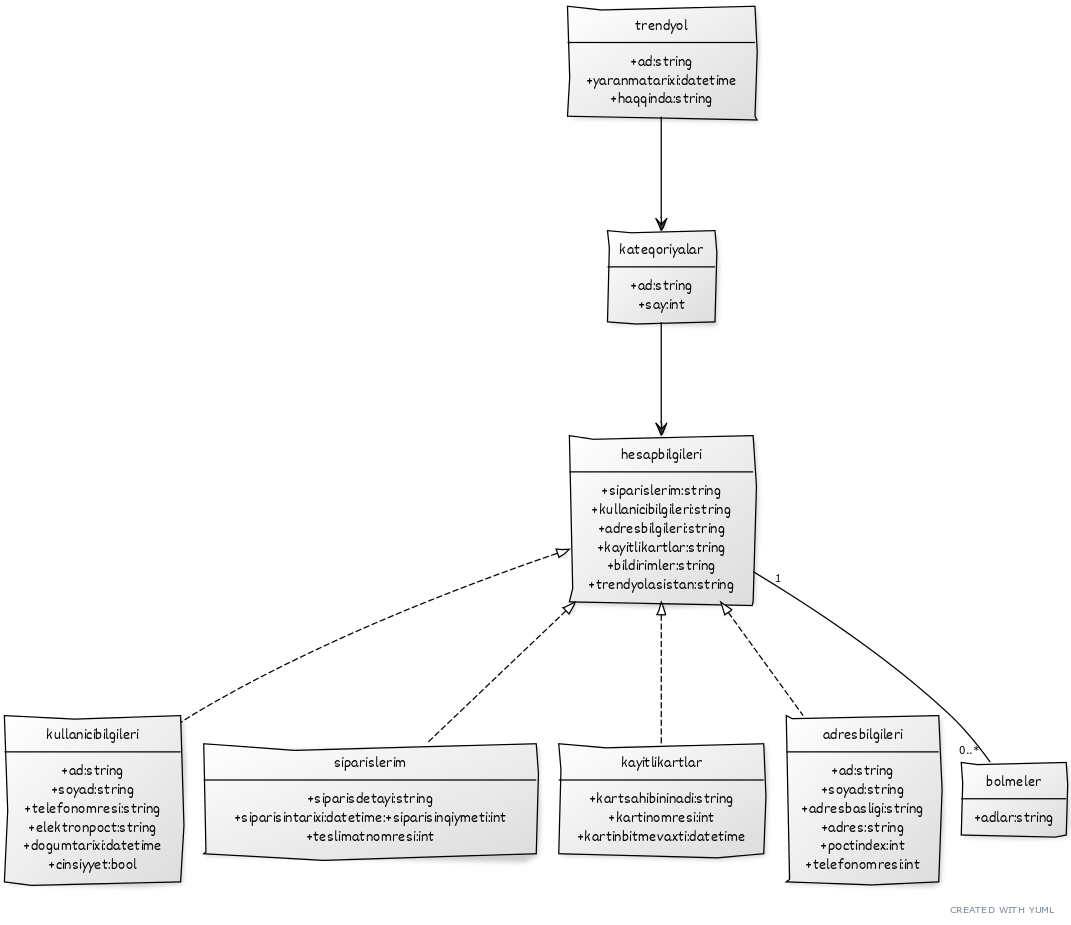 trendyol
+ad:string
+yaranmatarixi:datetime
+haqqinda:string
kateqoriyalar
+ad:string
+say:int
hesapbilgileri
+siparislerim:string
+kullanicibilgileri:string
+adresbilgileri:string
+kayitlikartlar:string
+bildirimler:string
+trendyolasistan:string
1
0..*
kullanicibilgileri
+ad:string
+soyad:string
+telefonomresi:string
+elektronpoct:string
+dogumtarixi:datetime
+cinsiyyet:bool
siparislerim
+siparisdetayi:string
+siparisintarixi:datetime:+siparisinqiymeti:int
+teslimatnomresi:int
kayitlikartlar
+kartsahibininadi:string
+kartinomresi:int
+kartinbitmevaxti:datetime
adresbilgileri
+ad:string
+soyad:string
+adresbasligi:string
+adres:string
+poctindex:int
+telefonomresi:int
bolmeler
+adlar:string
CREATED WITH YUML